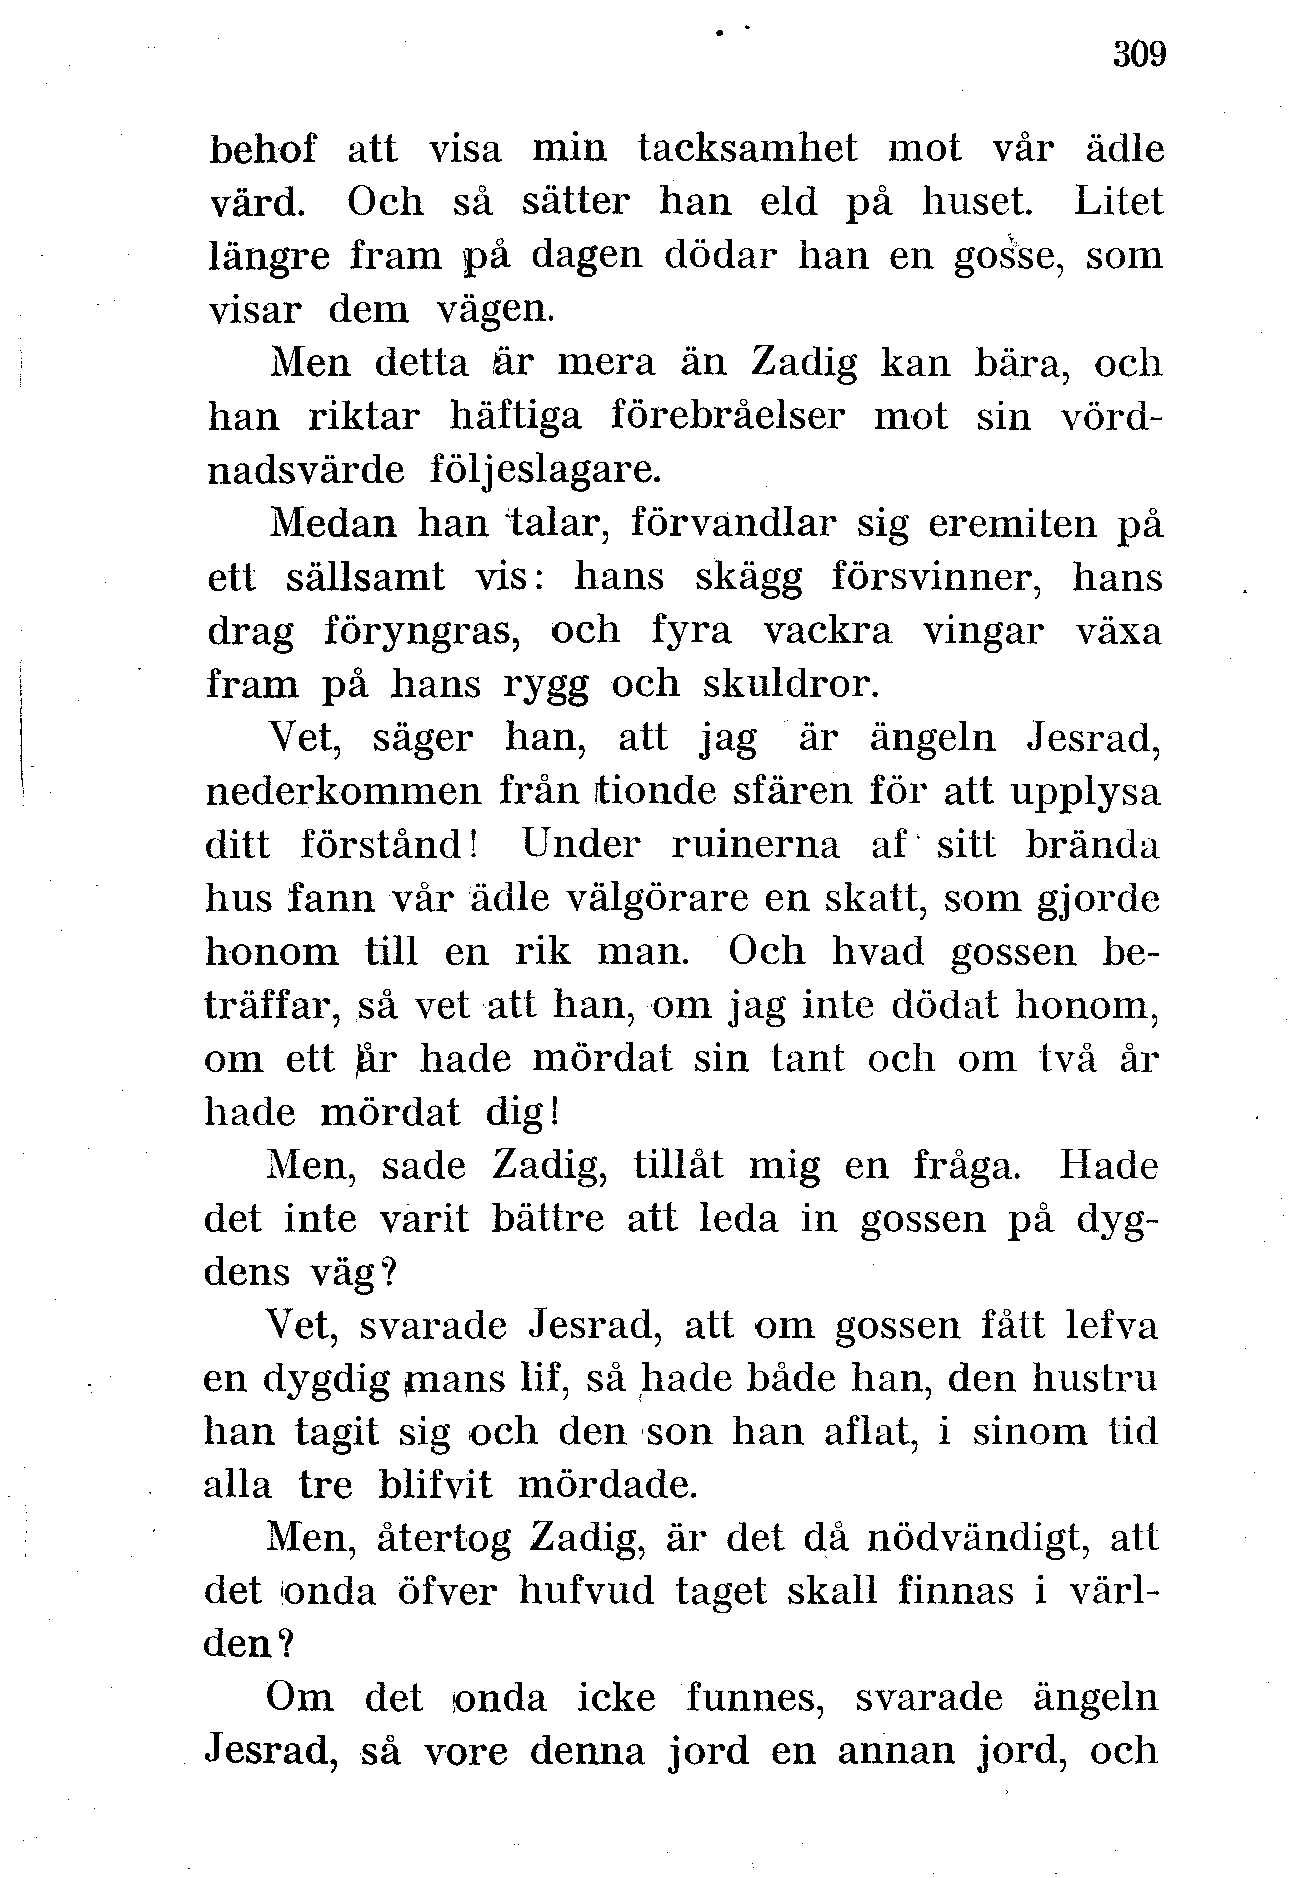 309
behof att visa min tacksamhet mot vår ädle
värd. Och så sätter han eld på huset. Litet
längre fram på dagen dödar han en gosse, som
visar dem vägen.
Men detta är mera än Zadig kan bära, och
han riktar häftiga förebråelser mot sin vörd-
nadsvärde följeslagare.
Medan han talar, förvandlar sig eremiten på
ett sällsamt vis: hans skägg försvinner, hans
drag föryngras, och fyra vackra vingar växa
fram på hans rygg och skuldror.
Vet, säger han, att jag är ängeln Jesrad,
nederkommen från tionde sfären för att upplysa
ditt förstånd! Under ruinerna af sitt brända
hus fann vår ädle välgörare en skatt, som gjorde
honom till en rik man. Och hvad gossen be-
träffar, så vet att han, om jag inte dödat honom,
om ett år hade mördat sin tant och om två år
hade mördat dig!
Men, sade Zadig, tillåt mig en fråga. Hade
det inte varit bättre att leda in gossen på dyg-
dens väg?
Vet, svarade Jesrad, att om gossen fått lefva
en dygdig mans lif, så hade både han, den hustru
han tagit sig och den son han aflat, i sinom tid
alla tre blifvit mördade.
Men, återtog Zadig, är det då nödvändigt, att
det onda öfver hufvud taget skall finnas i värl-
den?
Om det onda icke funnes, svarade ängeln
Jesrad, så vore denna jord en annan jord, och